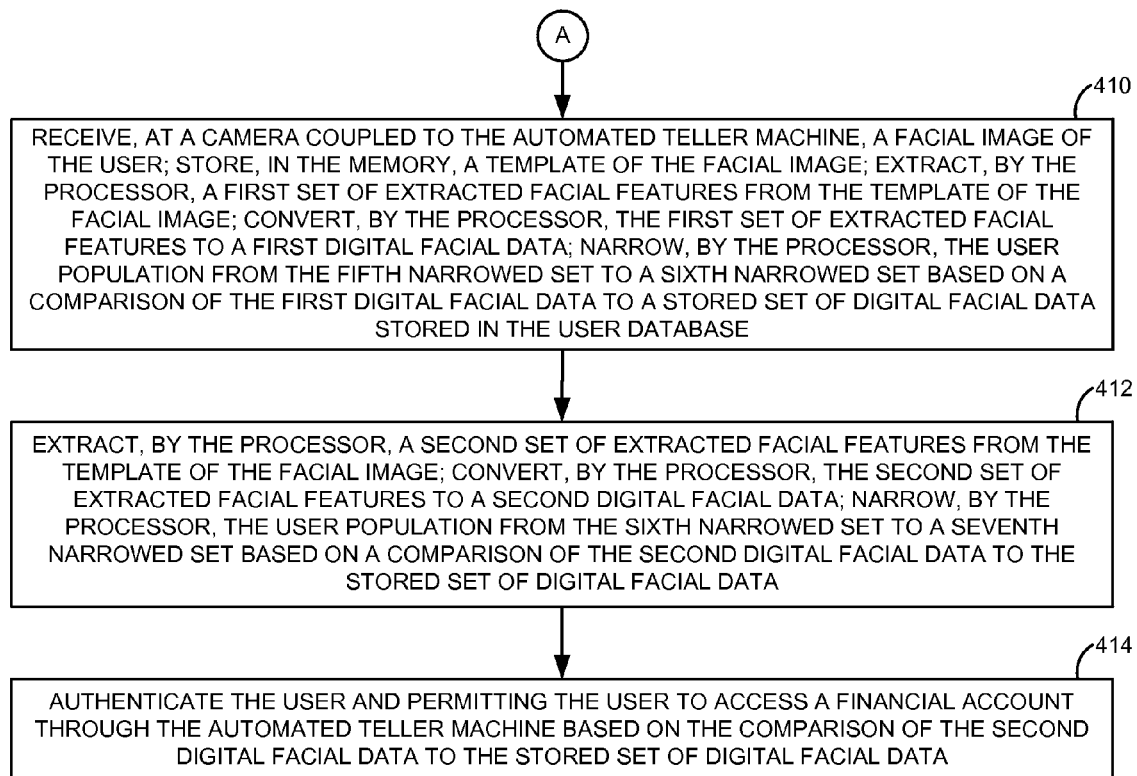 A
410
RECEIVE, AT A CAMERA COUPLED TO THE AUTOMATED TELLER MACHINE, A FACIAL IMAGE OF
THE USER; STORE, IN THE MEMORY, A TEMPLATE OF THE FACIAL IMAGE; EXTRACT, BY THE
PROCESSOR, A FIRST SET OF EXTRACTED FACIAL FEATURES FROM THE TEMPLATE OF THE
FACIAL IMAGE; CONVERT, BY THE PROCESSOR, THE FIRST SET OF EXTRACTED FACIAL
FEATURES TO A FIRST DIGITAL FACIAL DATA; NARROW, BY THE PROCESSOR, THE USER
POPULATION FROM THE FIFTH NARROWED SET TO A SIXTH NARROWED SET BASED ON A
COMPARISON OF THE FIRST DIGITAL FACIAL DATA TO A STORED SET OF DIGITAL FACIAL DATA
STORED IN THE USER DATABASE
412
EXTRACT, BY THE PROCESSOR, A SECOND SET OF EXTRACTED FACIAL FEATURES FROM THE
TEMPLATE OF THE FACIAL IMAGE; CONVERT, BY THE PROCESSOR, THE SECOND SET OF
EXTRACTED FACIAL FEATURES TO A SECOND DIGITAL FACIAL DATA; NARROW, BY THE
PROCESSOR, THE USER POPULATION FROM THE SIXTH NARROWED SET TO A SEVENTH
NARROWED SET BASED ON A COMPARISON OF THE SECOND DIGITAL FACIAL DATA TO THE
STORED SET OF DIGITAL FACIAL DATA
414
AUTHENTICATE THE USER AND PERMITTING THE USER TO ACCESS A FINANCIAL ACCOUNT
THROUGH THE AUTOMATED TELLER MACHINE BASED ON THE COMPARISON OF THE SECOND
DIGITAL FACIAL DATA TO THE STORED SET OF DIGITAL FACIAL DATA